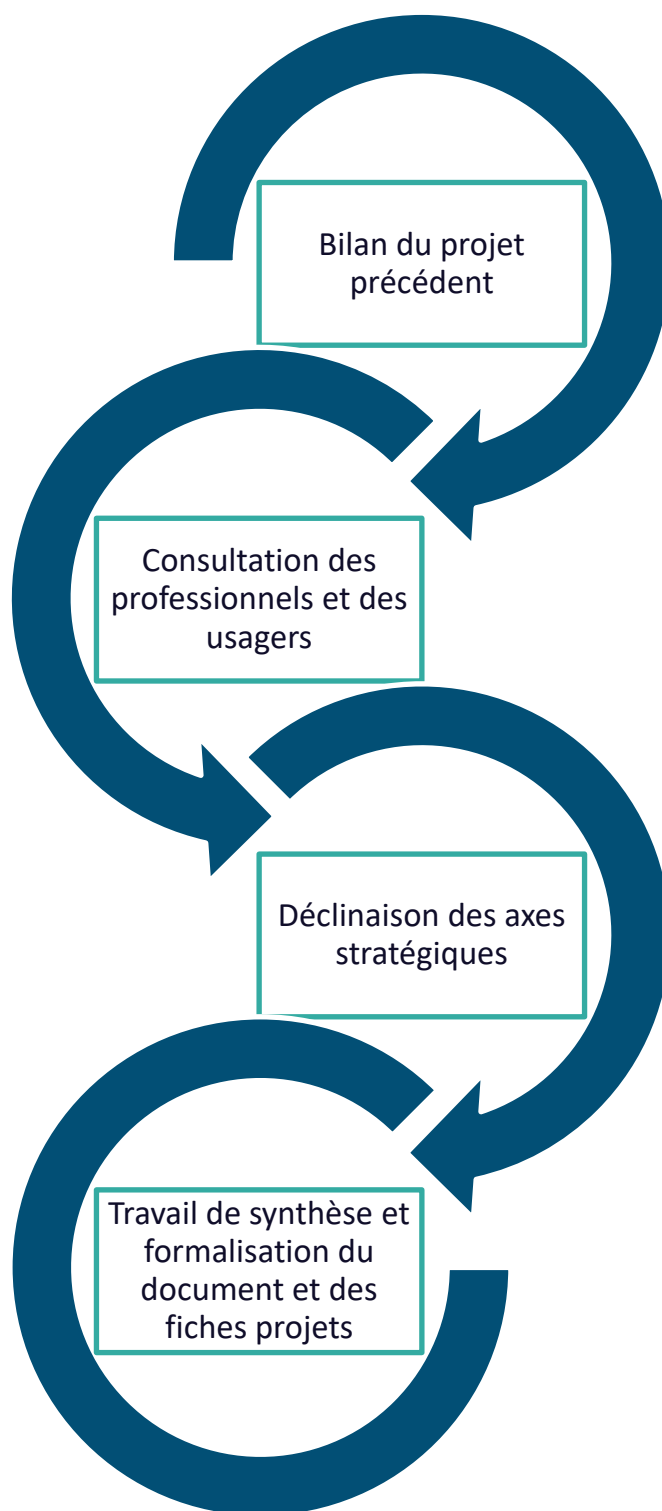 Bilan du projet
précédent
Consultation des
professionnels et des
usagers
Déclinaison des axes
stratégiques
Travail de synthèse et
formalisation du
document et des
fiches projets